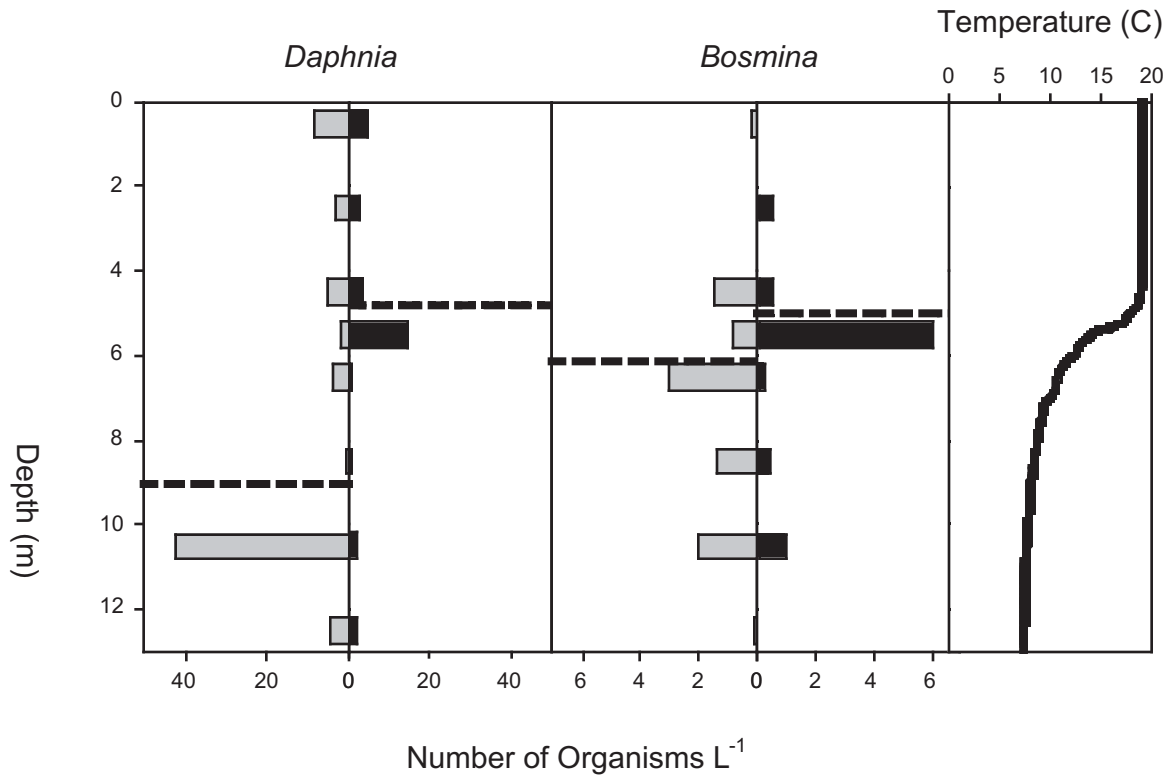 Temperature (C)
Daphnia
Bosmina
0 5 10 15 20
0
2
4
6
8
10
12
Depth (m)
40 20 0 20 40 6 4 2 0 2 4 6
Number of Organisms L⁻¹